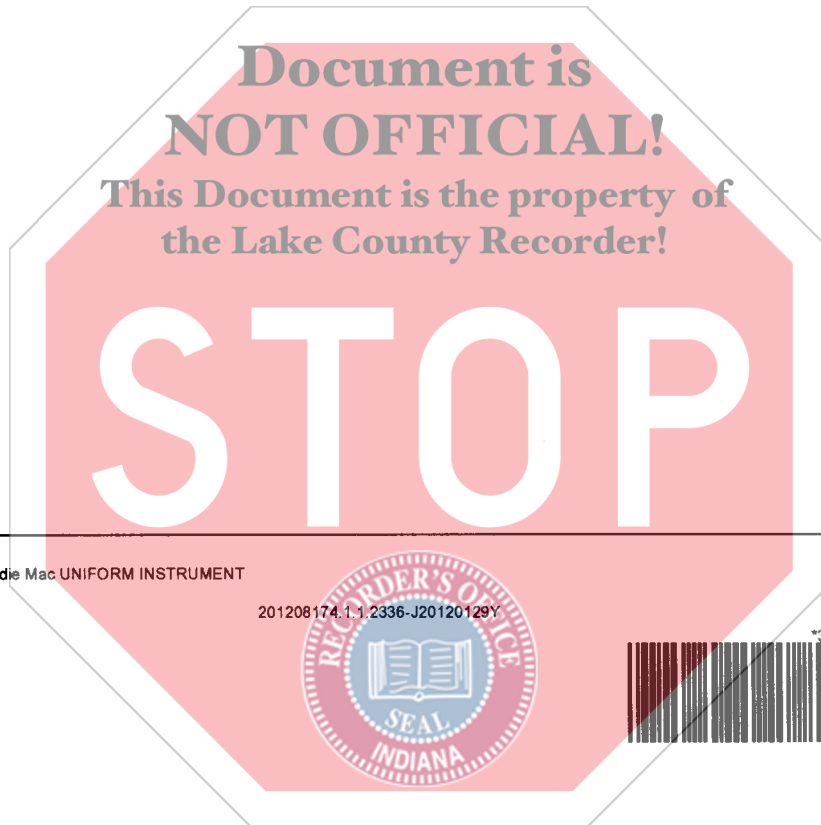 Document is
NOT OFFICIAL!
This Document is the property of
the Lake County Recorder!
STOP
Mac UNIFORM INSTRUMENT
201208174.1.1.2336-J20120129Y
RECORDER'S OFFICE
SEAL
INDIANA